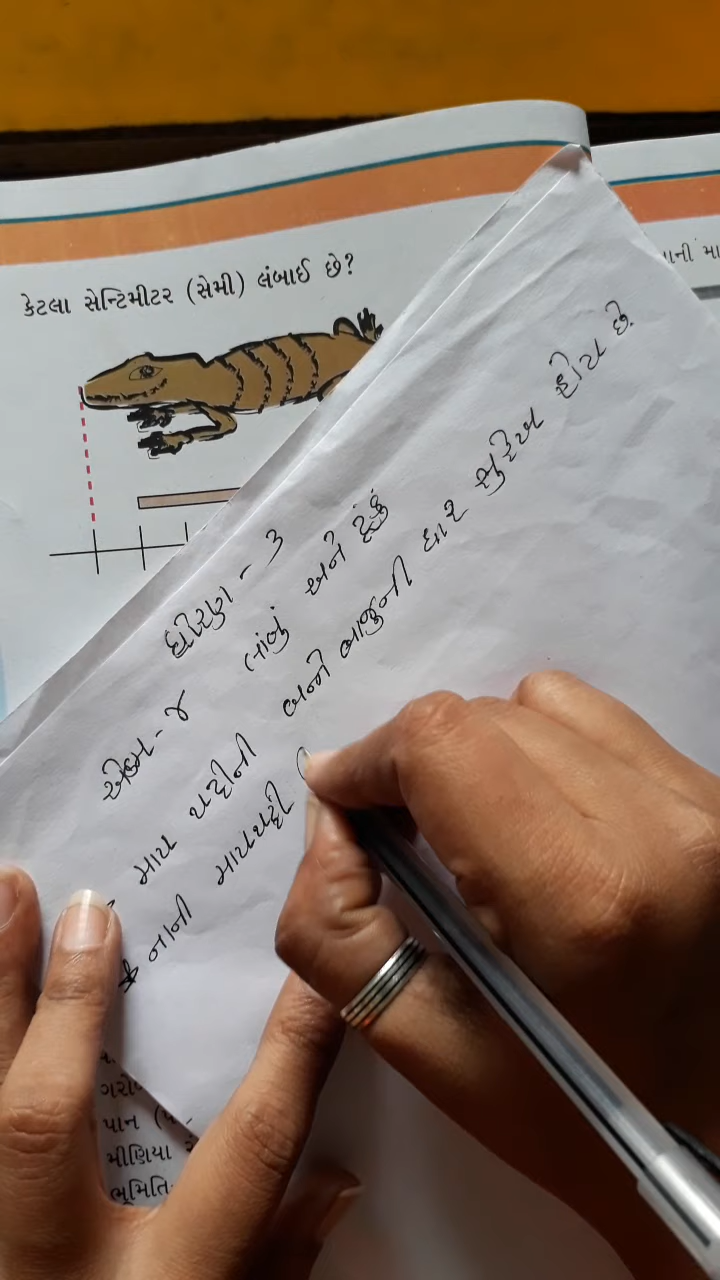 કેટલા સેન્ટિમીટર (સેમી) લંબાઈ છે?
ધોરણ - ૩
એકમ - ૪ લાંબું અને ટૂંકું
માપ પટ્ટીની બન્ને બાજુની ધાર સુરેખ હોય છે
નાની માપપટ્ટી
પાન
મીણિયા
ભૂમિતિ